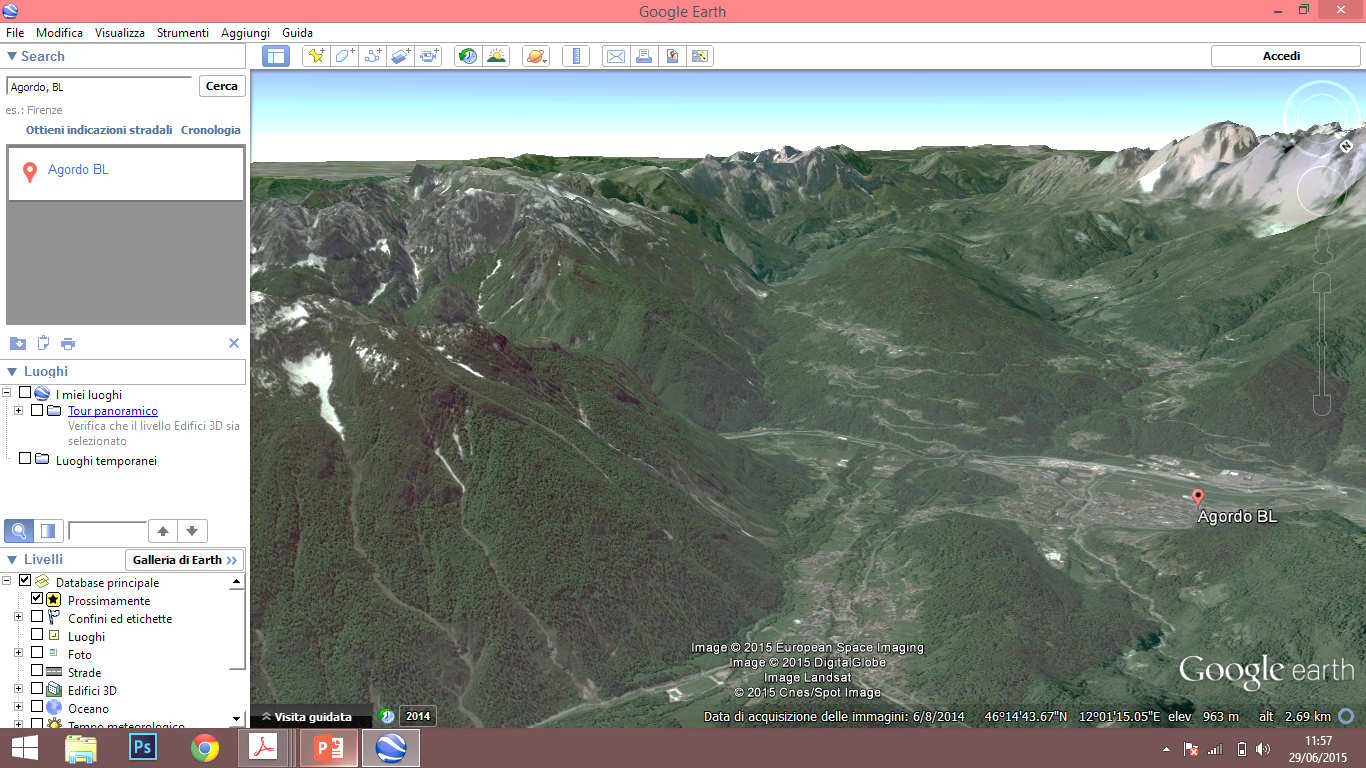 Google Earth
File Modifica Visualizza Strumenti Aggiungi Guida
Search
Agordo, BL
Cerca
es.: Firenze
Ottieni indicazioni stradali Cronologia
Agordo BL
Luoghi
I miei luoghi
Tour panoramico
Verifica che il livello Edifici 3D sia
selezionato
Luoghi temporanei
Livelli
Galleria di Earth >>
Database principale
Prossimamente
Confini ed etichette
Luoghi
Foto
Strade
Edifici 3D
Oceano
Tempo meteorologico
Accedi
N
Agordo BL
Image © 2015 European Space Imaging
Image © 2015 DigitalGlobe
Image Landsat
© 2015 Cnes/Spot Image
Google earth
Visita guidata
2014
Data di acquisizione delle immagini: 6/8/2014 46°14'43.67"N 12°01'15.05"E elev 963 m alt 2.69 km
Ps
P
11:57
29/06/2015